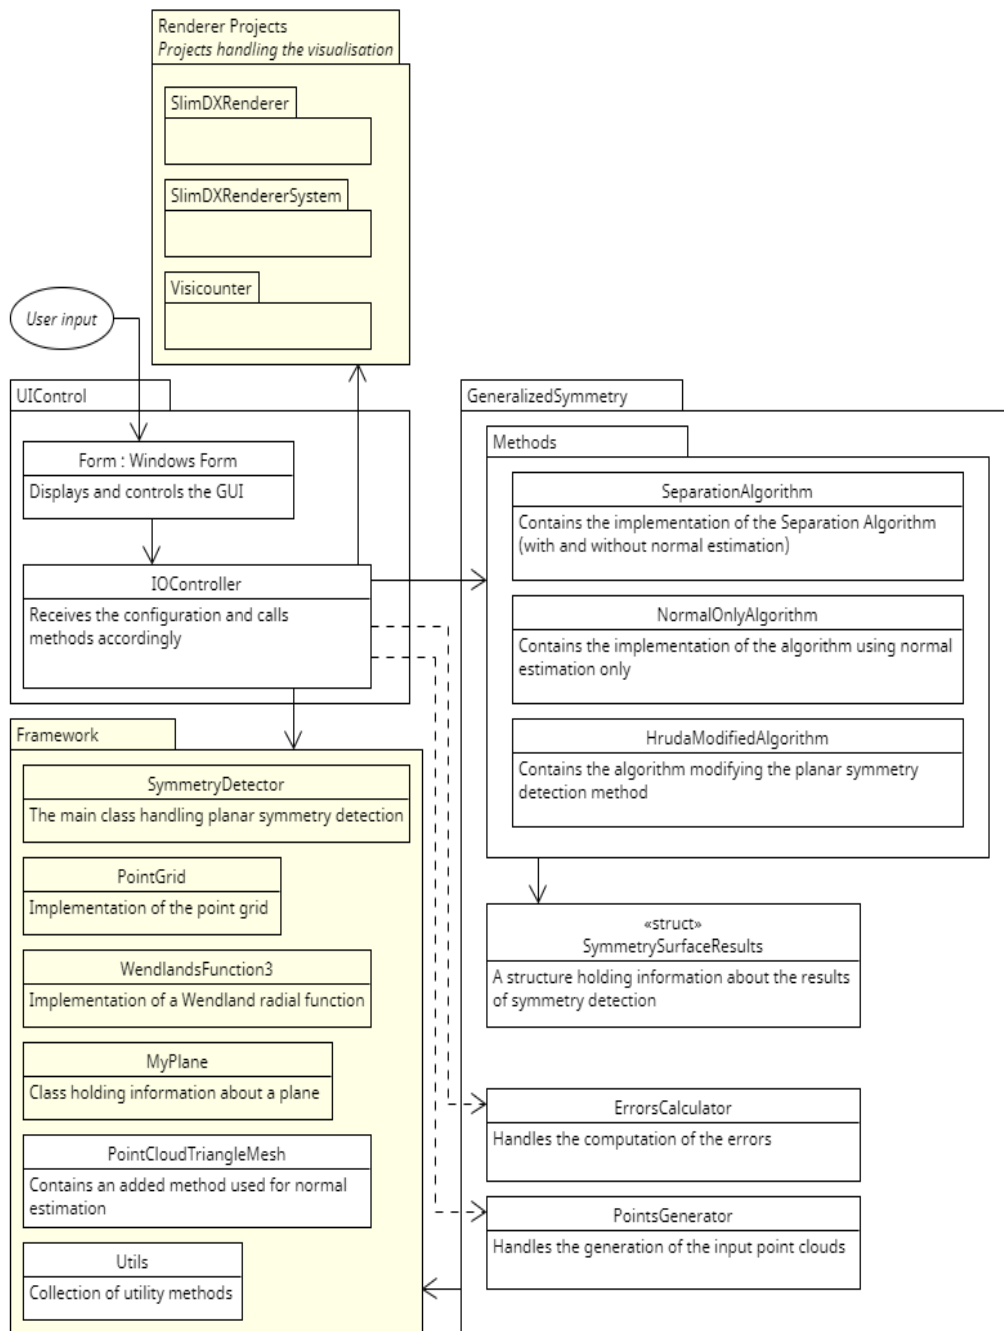 Renderer Projects
Projects handling the visualisation
SlimDXRenderer
SlimDXRendererSystem
Visicounter
User input
UIControl
Form : Windows Form
Displays and controls the GUI
IOController
Receives the configuration and calls
methods accordingly
GeneralizedSymmetry
Methods
SeparationAlgorithm
Contains the implementation of the Separation Algorithm
(with and without normal estimation)
NormalOnlyAlgorithm
Contains the implementation of the algorithm using normal
estimation only
HrudaModifiedAlgorithm
Contains the algorithm modifying the planar symmetry
detection method
«struct»
SymmetrySurfaceResults
A structure holding information about the results
of symmetry detection
ErrorsCalculator
Handles the computation of the errors
PointsGenerator
Handles the generation of the input point clouds
Framework
SymmetryDetector
The main class handling planar symmetry detection
PointGrid
Implementation of the point grid
WendlandsFunction3
Implementation of a Wendland radial function
MyPlane
Class holding information about a plane
PointCloudTriangleMesh
Contains an added method used for normal
estimation
Utils
Collection of utility methods